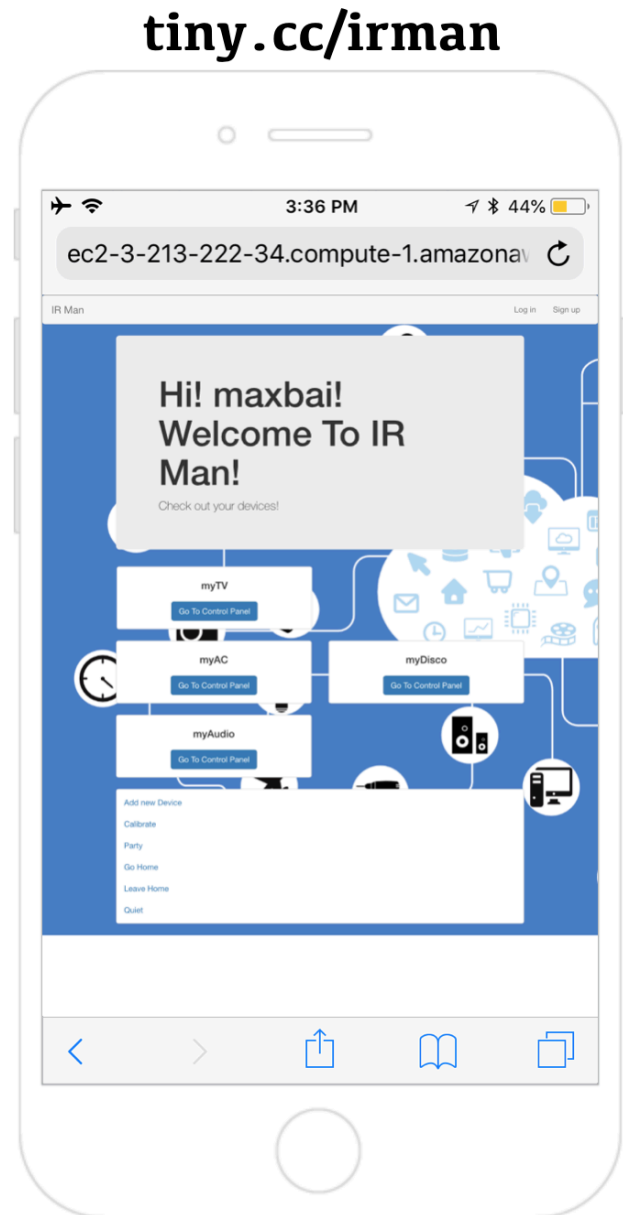 tiny.cc/irman
3:36 PM
44%
ec2-3-213-222-34.compute-1.amazonaw
IR Man
Log in
Sign up
Hi! maxbai!
Welcome To IR
Man!
Check out your devices!
myTV
Go To Control Panel
myAC
myDisco
Go To Control Panel
Go To Control Panel
myAudio
Go To Control Panel
Add new Device
Calibrate
Party
Go Home
Leave Home
Quiet